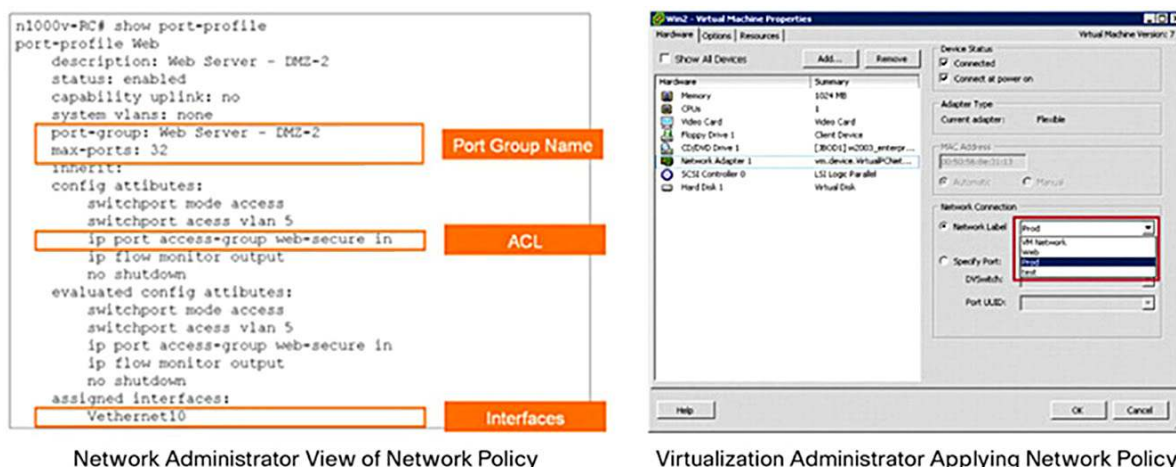 n1000v-RC# show port-profile
port-profile Web
description: Web Server - DMZ-2
status: enabled
capability uplink: no
system vlans: none
port-group: Web Server - DMZ-2
max-ports: 32
inherit:
config attibutes:
switchport mode access
switchport acess vlan 5
ip port access-group web-secure in
ip flow monitor output
no shutdown
evaluated config attibutes:
switchport mode access
switchport acess vlan 5
ip port access-group web-secure in
ip flow monitor output
no shutdown
assigned interfaces:
Vethernet10
Port Group Name
ACL
Interfaces
Network Administrator View of Network Policy
Win2 - Virtual Machine Properties
Hardware Options Resources
Virtual Machine Version: 7
Show All Devices
Add...
Remove
Hardware Summary
Memory 1024 MB
CPUs 1
Video Card Video Card
Floppy Drive 1 Client Device
CD/DVD Drive 1 [JBOD1] w2003_enterpr...
Network Adapter 1 vm.device.VirtualPCNet...
SCSI Controller 0 LSI Logic Parallel
Hard Disk 1 Virtual Disk
Device Status
Connected
Connect at power on
Adapter Type
Current adapter: Flexible
MAC Address
Automatic Manual
Network Connection
Network Label
Prod
VM Network
Web
Prod
test
Specify Port:
DVSwitch:
Port UUID:
Help
OK
Cancel
Virtualization Administrator Applying Network Policy